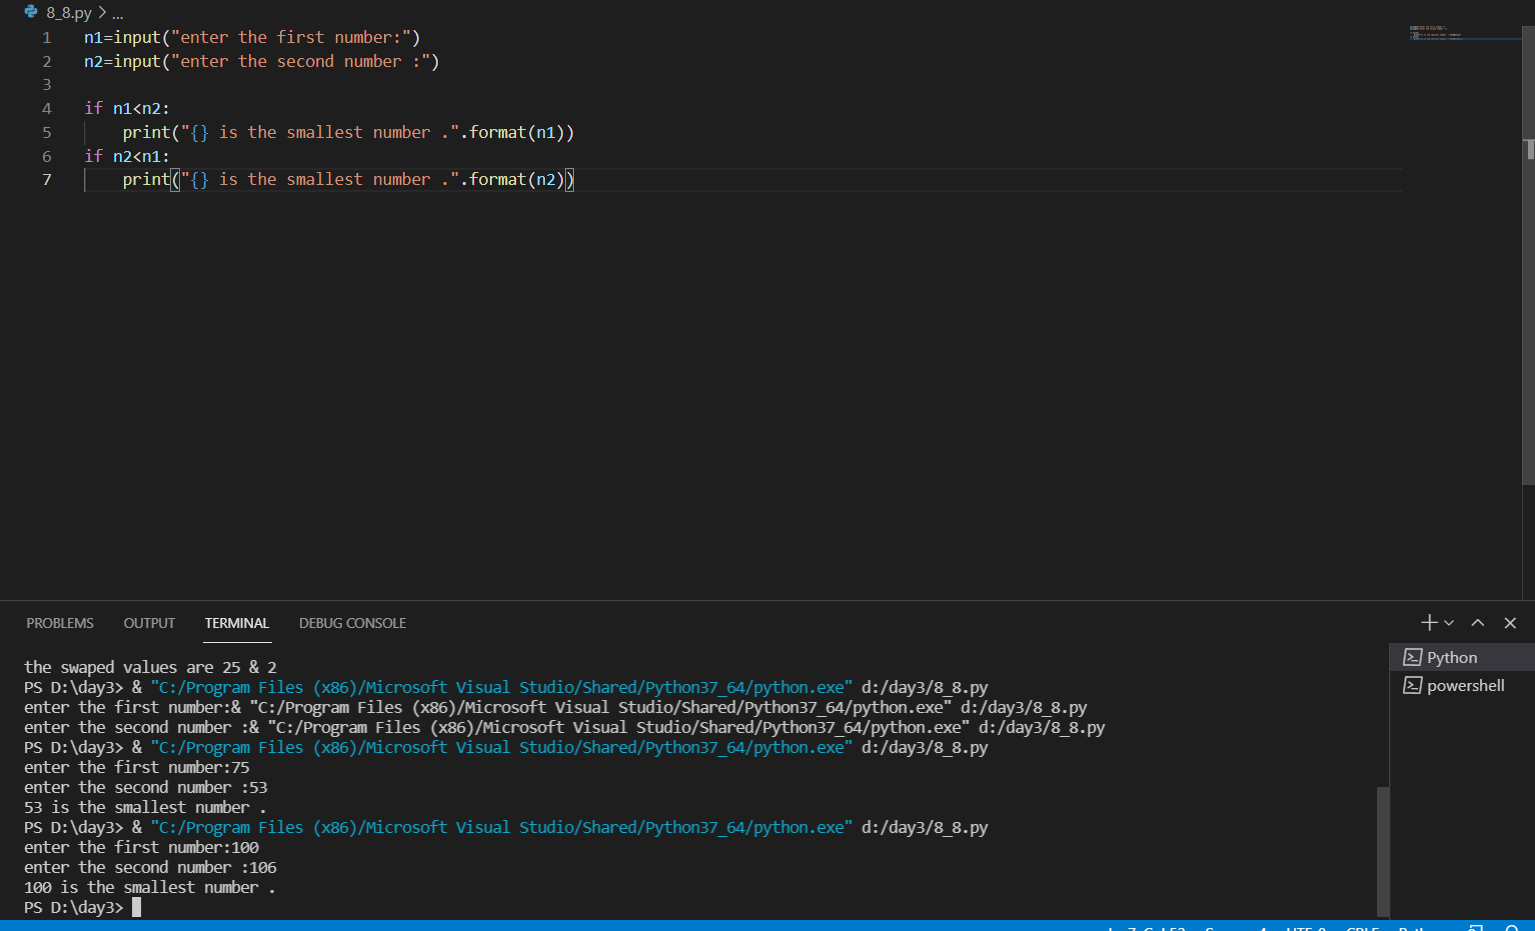 8_8.py > ...
1 n1=input("enter the first number:")
2 n2=input("enter the second number :")
3
4 if n1<n2:
5 print("{} is the smallest number .".format(n1))
6 if n2<n1:
7 print("{} is the smallest number .".format(n2))
PROBLEMS OUTPUT TERMINAL DEBUG CONSOLE
the swaped values are 25 & 2
PS D:\day3> & "C:/Program Files (x86)/Microsoft Visual Studio/Shared/Python37_64/python.exe" d:/day3/8_8.py
enter the first number:& "C:/Program Files (x86)/Microsoft Visual Studio/Shared/Python37_64/python.exe" d:/day3/8_8.py
enter the second number :& "C:/Program Files (x86)/Microsoft Visual Studio/Shared/Python37_64/python.exe" d:/day3/8_8.py
PS D:\day3> & "C:/Program Files (x86)/Microsoft Visual Studio/Shared/Python37_64/python.exe" d:/day3/8_8.py
enter the first number:75
enter the second number :53
53 is the smallest number .
PS D:\day3> & "C:/Program Files (x86)/Microsoft Visual Studio/Shared/Python37_64/python.exe" d:/day3/8_8.py
enter the first number:100
enter the second number :106
100 is the smallest number .
PS D:\day3>
Python
powershell